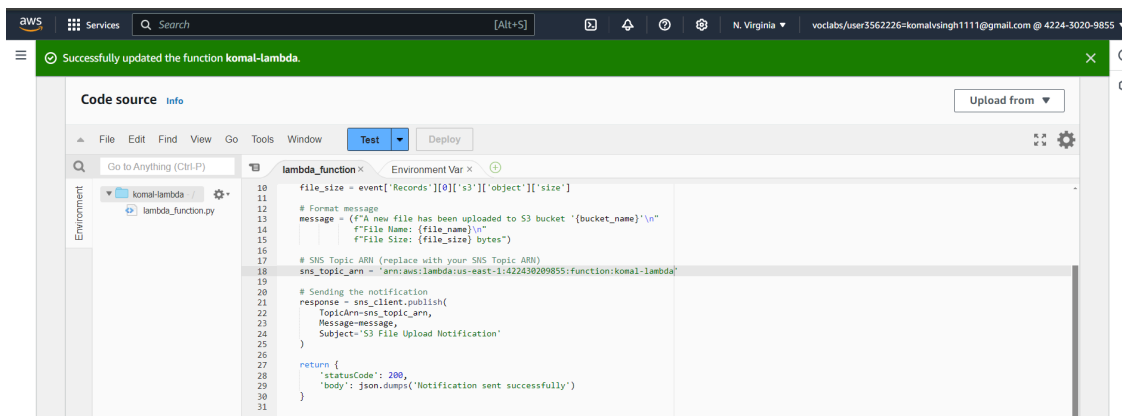 aws Services Search [Alt+S] N. Virginia ▼ voclabs/user3562226=komalvsingh1111@gmail.com @ 4224-3020-9855
Successfully updated the function komal-lambda.
Code source Info
Upload from ▼
File Edit Find View Go Tools Window Test Deploy
Go to Anything (Ctrl-P)
lambda_function × Environment Var ×
Environment
komal-lambda - /
lambda_function.py
10 file_size = event['Records'][0]['s3']['object']['size']
11
12 # Format message
13 message = (f"A new file has been uploaded to S3 bucket '{bucket_name}'\n"
14 f"File Name: {file_name}\n"
15 f"File Size: {file_size} bytes")
16
17 # SNS Topic ARN (replace with your SNS Topic ARN)
18 sns_topic_arn = 'arn:aws:lambda:us-east-1:422430209855:function:komal-lambda'
19
20 # Sending the notification
21 response = sns_client.publish(
22 TopicArn=sns_topic_arn,
23 Message=message,
24 Subject='S3 File Upload Notification'
25 )
26
27 return {
28 'statusCode': 200,
29 'body': json.dumps('Notification sent successfully')
30 }
31